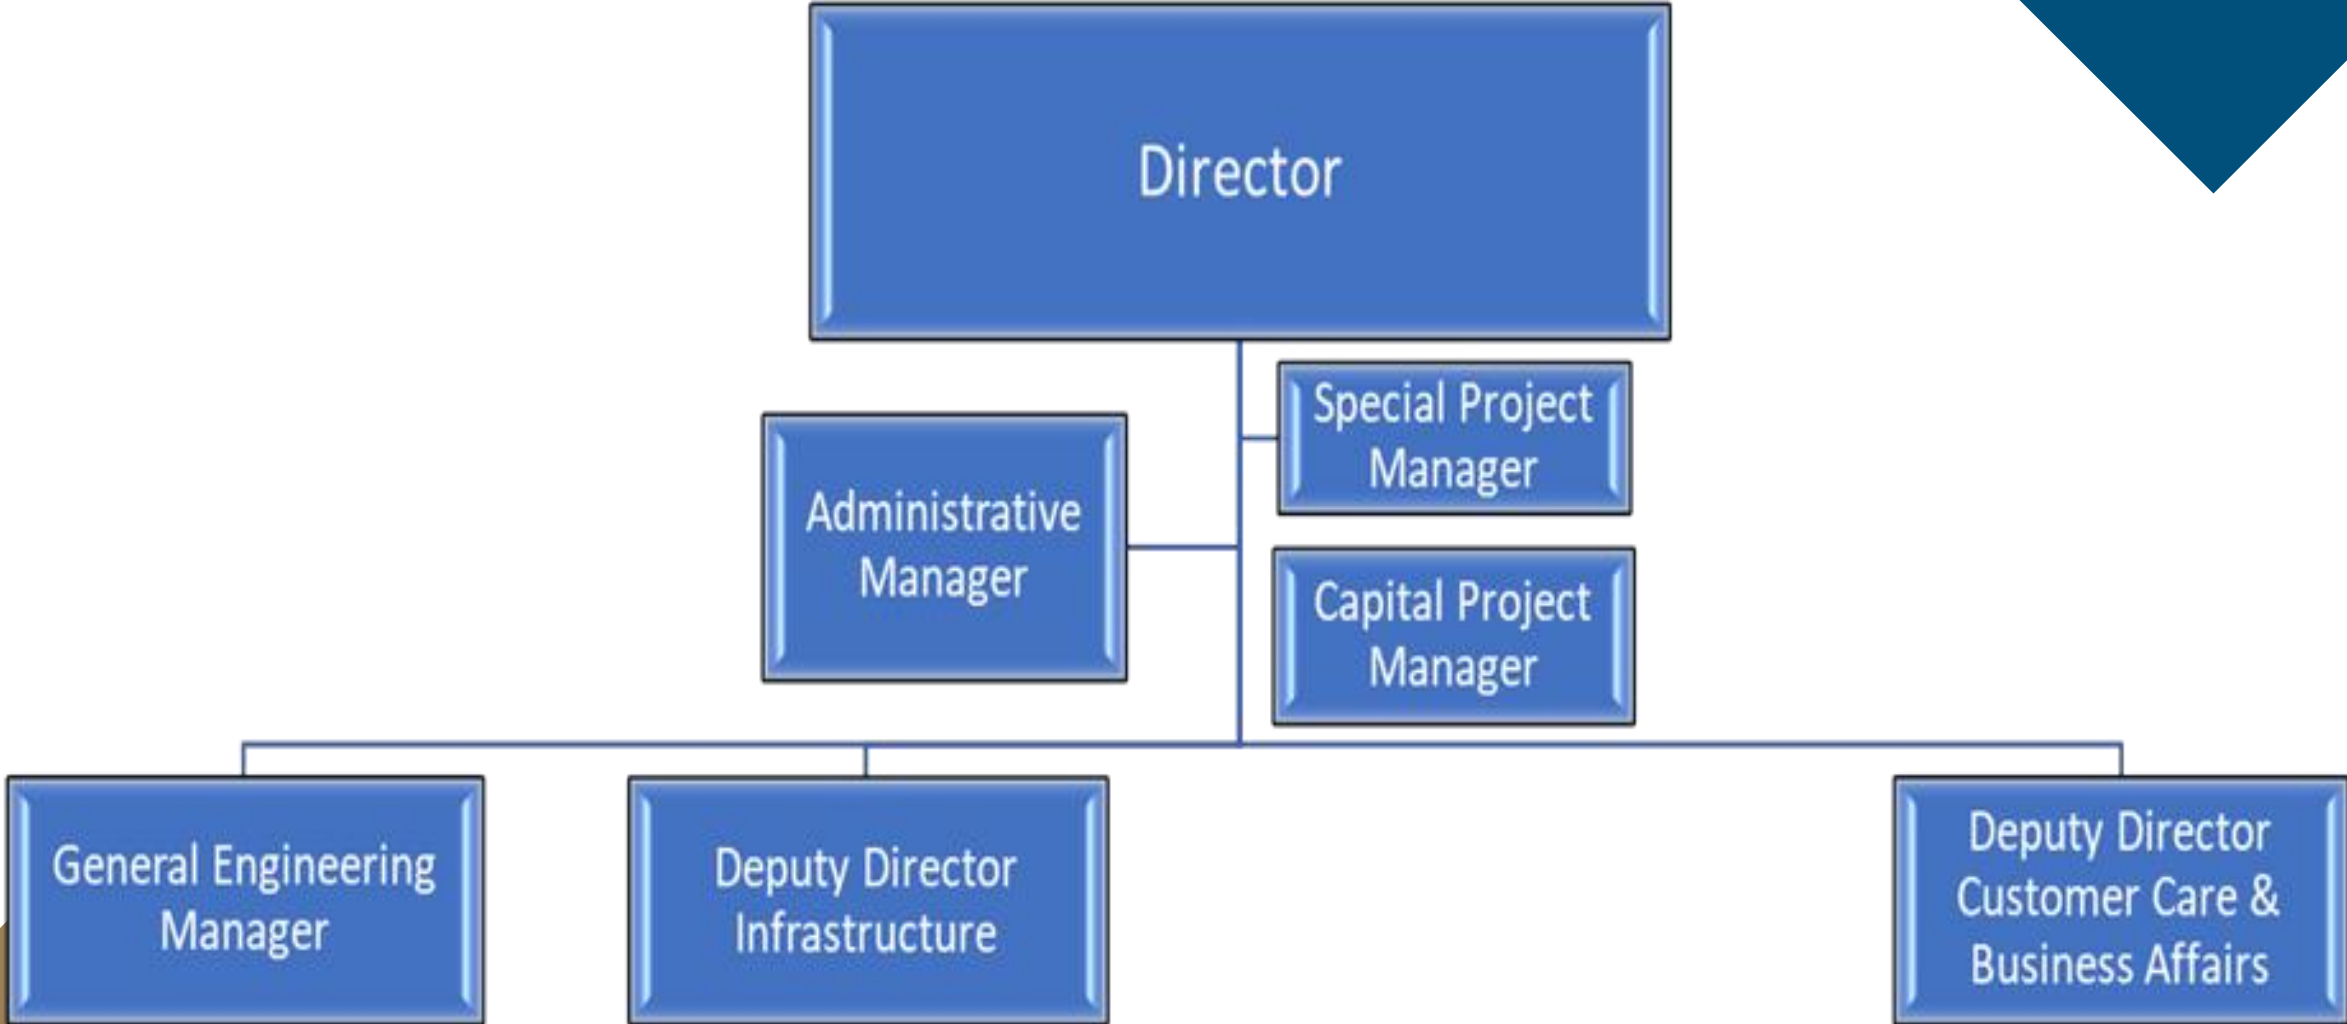 Director
Special Project
Manager
Administrative
Manager
Capital Project
Manager
General Engineering
Manager
Deputy Director
Infrastructure
Deputy Director
Customer Care &
Business Affairs